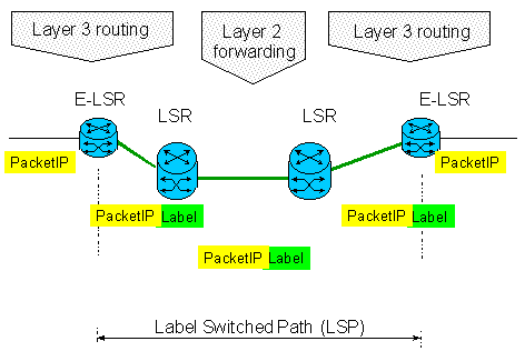 Layer 3 routing
Layer 2
forwarding
Layer 3 routing
E-LSR
LSR
LSR
E-LSR
PacketIP
PacketIP
PacketIP Label
PacketIP Label
PacketIP Label
Label Switched Path (LSP)